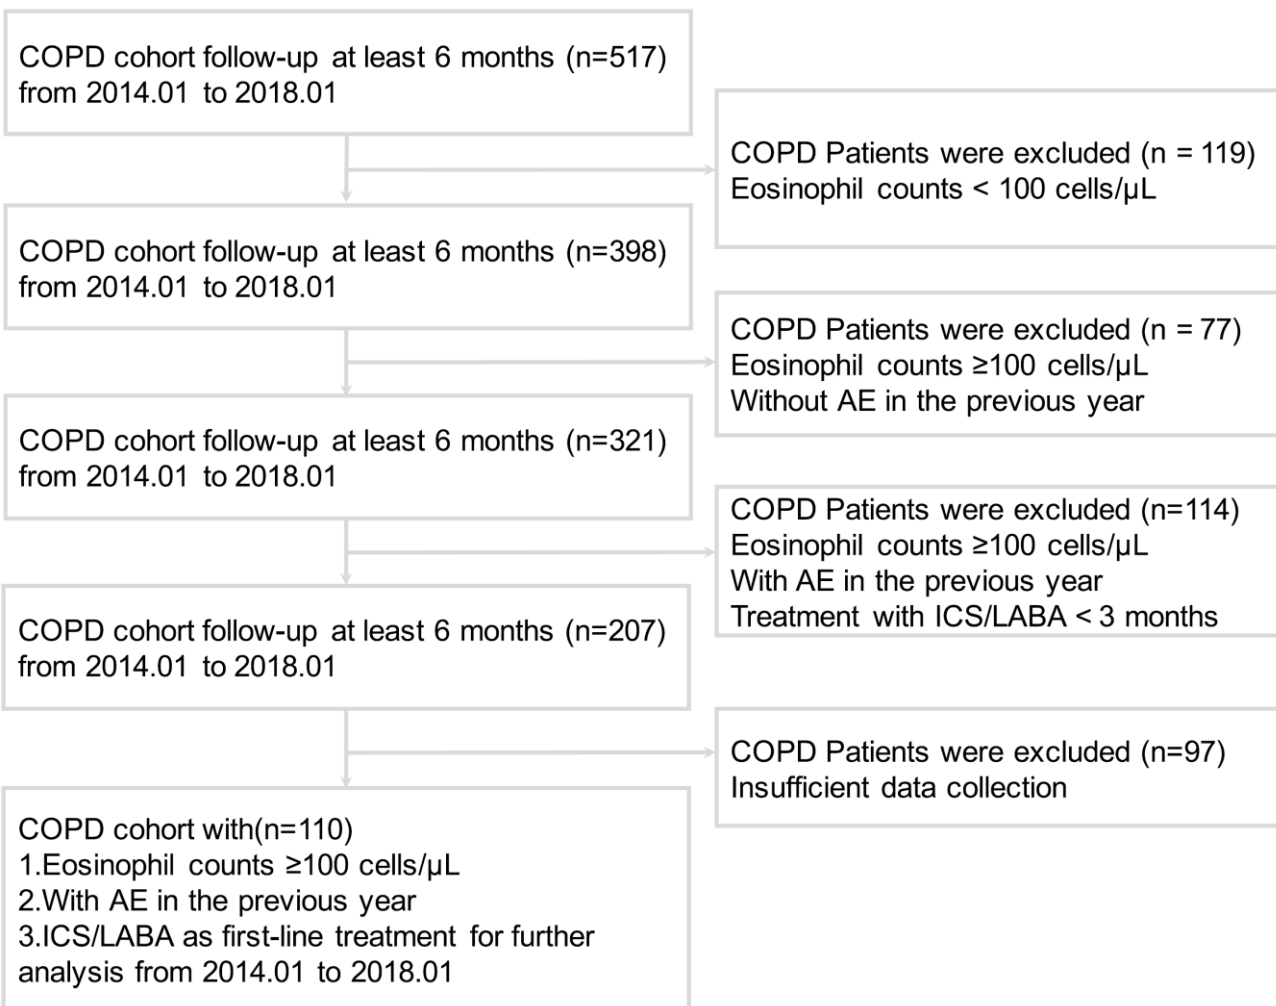 COPD cohort follow-up at least 6 months (n=517)
from 2014.01 to 2018.01
COPD Patients were excluded (n = 119)
Eosinophil counts < 100 cells/µL
COPD cohort follow-up at least 6 months (n=398)
from 2014.01 to 2018.01
COPD Patients were excluded (n = 77)
Eosinophil counts ≥100 cells/µL
Without AE in the previous year
COPD cohort follow-up at least 6 months (n=321)
from 2014.01 to 2018.01
COPD Patients were excluded (n=114)
Eosinophil counts ≥100 cells/µL
With AE in the previous year
Treatment with ICS/LABA < 3 months
COPD cohort follow-up at least 6 months (n=207)
from 2014.01 to 2018.01
COPD Patients were excluded (n=97)
Insufficient data collection
COPD cohort with(n=110)
1.Eosinophil counts ≥100 cells/µL
2.With AE in the previous year
3.ICS/LABA as first-line treatment for further
analysis from 2014.01 to 2018.01